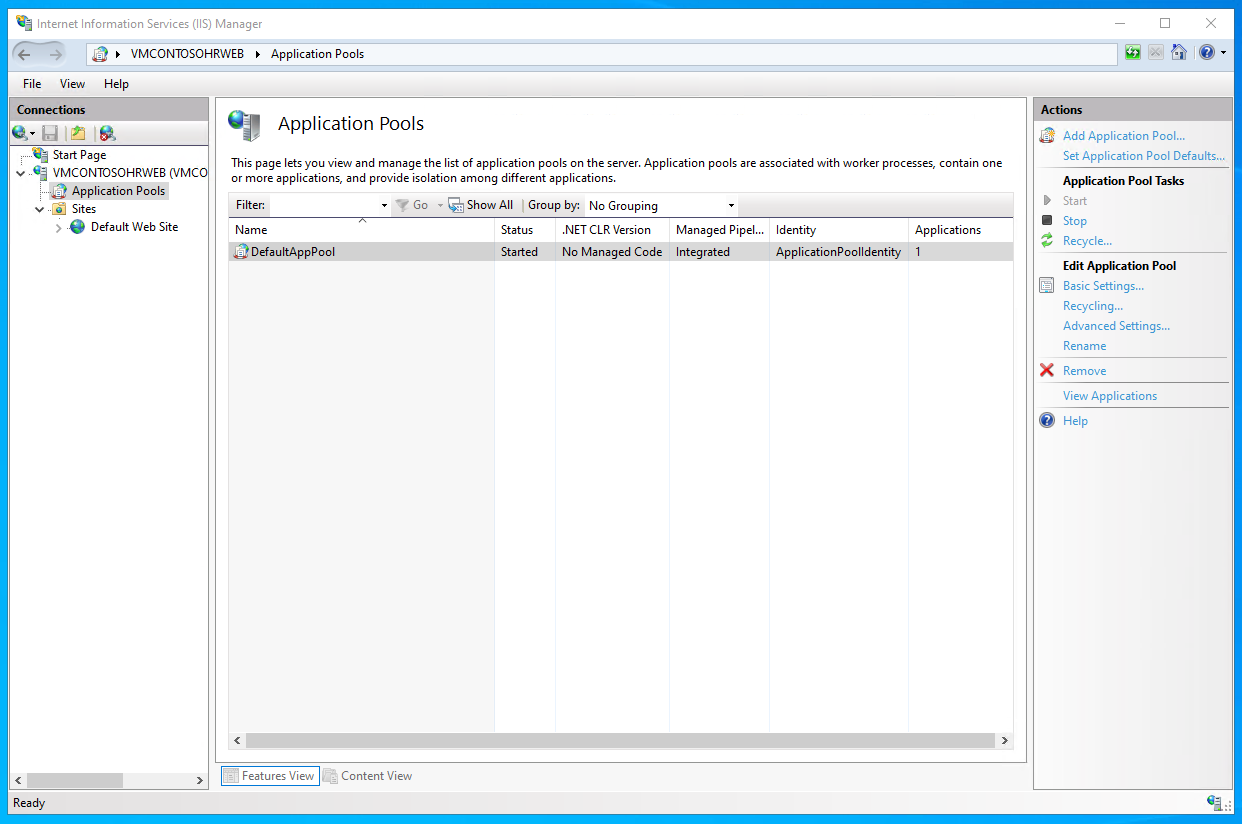 Internet Information Services (IIS) Manager
VMCONTOSOHRWEB Application Pools
File View Help
Connections
Start Page
VMCONTOSOHRWEB (VMCO
Application Pools
Sites
Default Web Site
Application Pools
This page lets you view and manage the list of application pools on the server. Application pools are associated with worker processes, contain one
or more applications, and provide isolation among different applications.
Filter: Go Show All Group by: No Grouping
Name Status .NET CLR Version Managed Pipel... Identity Applications
DefaultAppPool Started No Managed Code Integrated ApplicationPoolIdentity 1
Features View Content View
Actions
Add Application Pool...
Set Application Pool Defaults...
Application Pool Tasks
Start
Stop
Recycle...
Edit Application Pool
Basic Settings...
Recycling...
Advanced Settings...
Rename
Remove
View Applications
Help
Ready